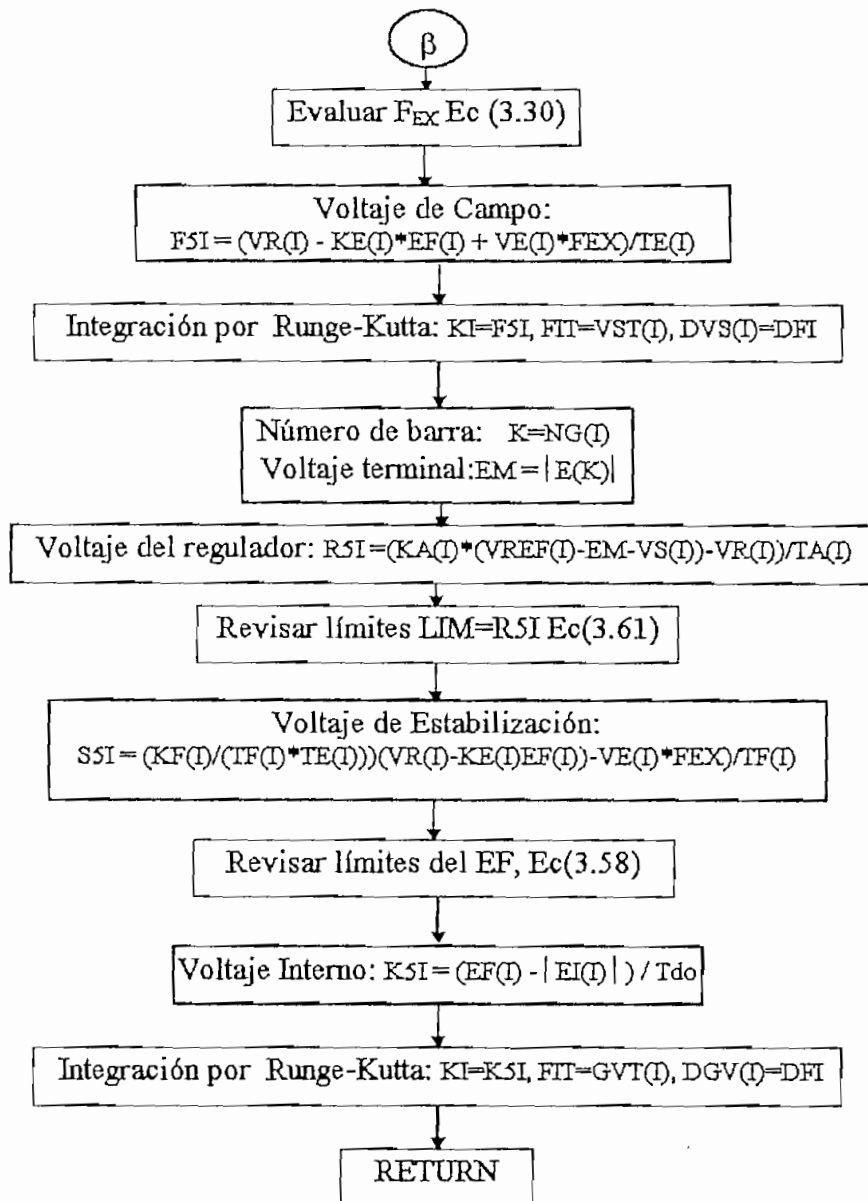 β
Evaluar FEX Ec (3.30)
Voltaje de Campo:
F5I = (VR(I) - KE(I)*EF(I) + VE(I)*FEX)/TE(I)
Integración por Runge-Kutta: KI=F5I, FIT=VST(I), DVS(I)=DFI
Número de barra: K=NG(I)
Voltaje terminal:EM = |E(K)|
Voltaje del regulador: R5I=(KA(I)*(VREF(I)-EM-VS(I))-VR(I))/TA(I)
Revisar límites LIM=R5I Ec(3.61)
Voltaje de Estabilización:
S5I = (KF(I)/(TF(I)*TE(I)))(VR(I)-KE(I)EF(I))-VE(I)*FEX)/TF(I)
Revisar límites del EF, Ec(3.58)
Voltaje Interno: K5I = (EF(I) - |EI(I)| ) / Tdo
Integración por Runge-Kutta: KI=K5I, FIT=GVT(I), DGV(I)=DFI
RETURN